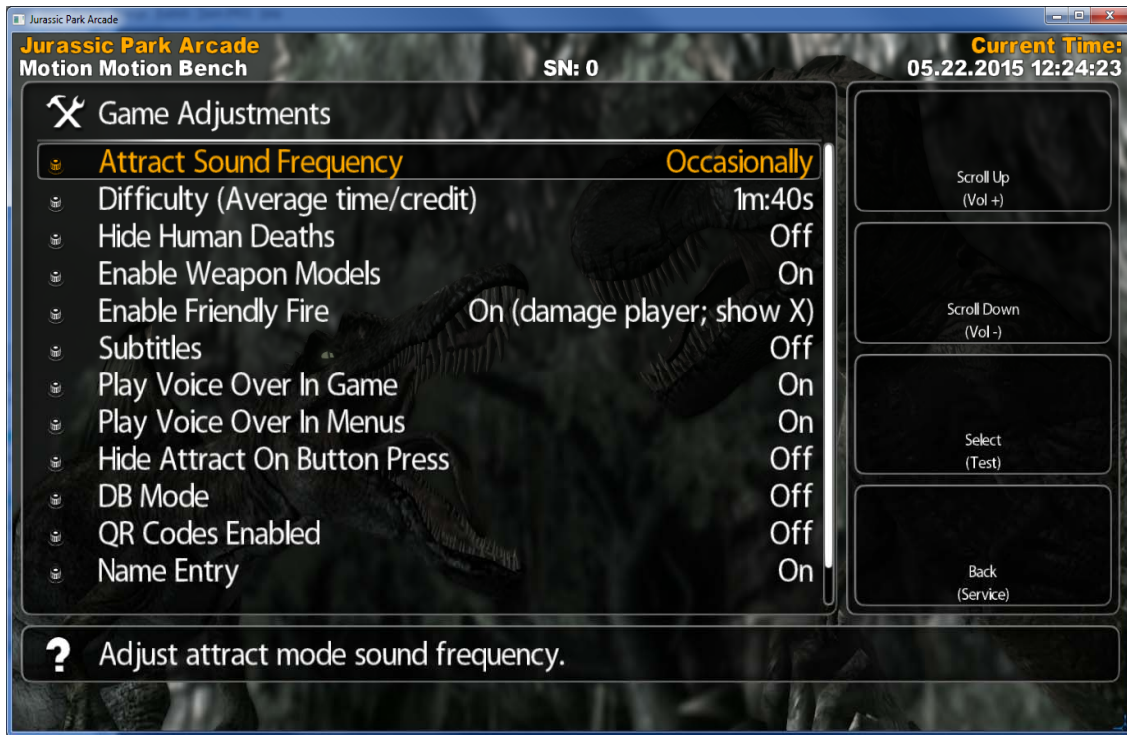 Jurassic Park Arcade
Jurassic Park Arcade
Motion Motion Bench
SN: 0
Current Time:
05.22.2015 12:24:23
Game Adjustments
Attract Sound Frequency Occasionally
Difficulty (Average time/credit) 1m:40s
Hide Human Deaths Off
Enable Weapon Models On
Enable Friendly Fire On (damage player; show X)
Subtitles Off
Play Voice Over In Game On
Play Voice Over In Menus On
Hide Attract On Button Press Off
DB Mode Off
QR Codes Enabled Off
Name Entry On
Scroll Up
(Vol +)
Scroll Down
(Vol -)
Select
(Test)
Back
(Service)
? Adjust attract mode sound frequency.